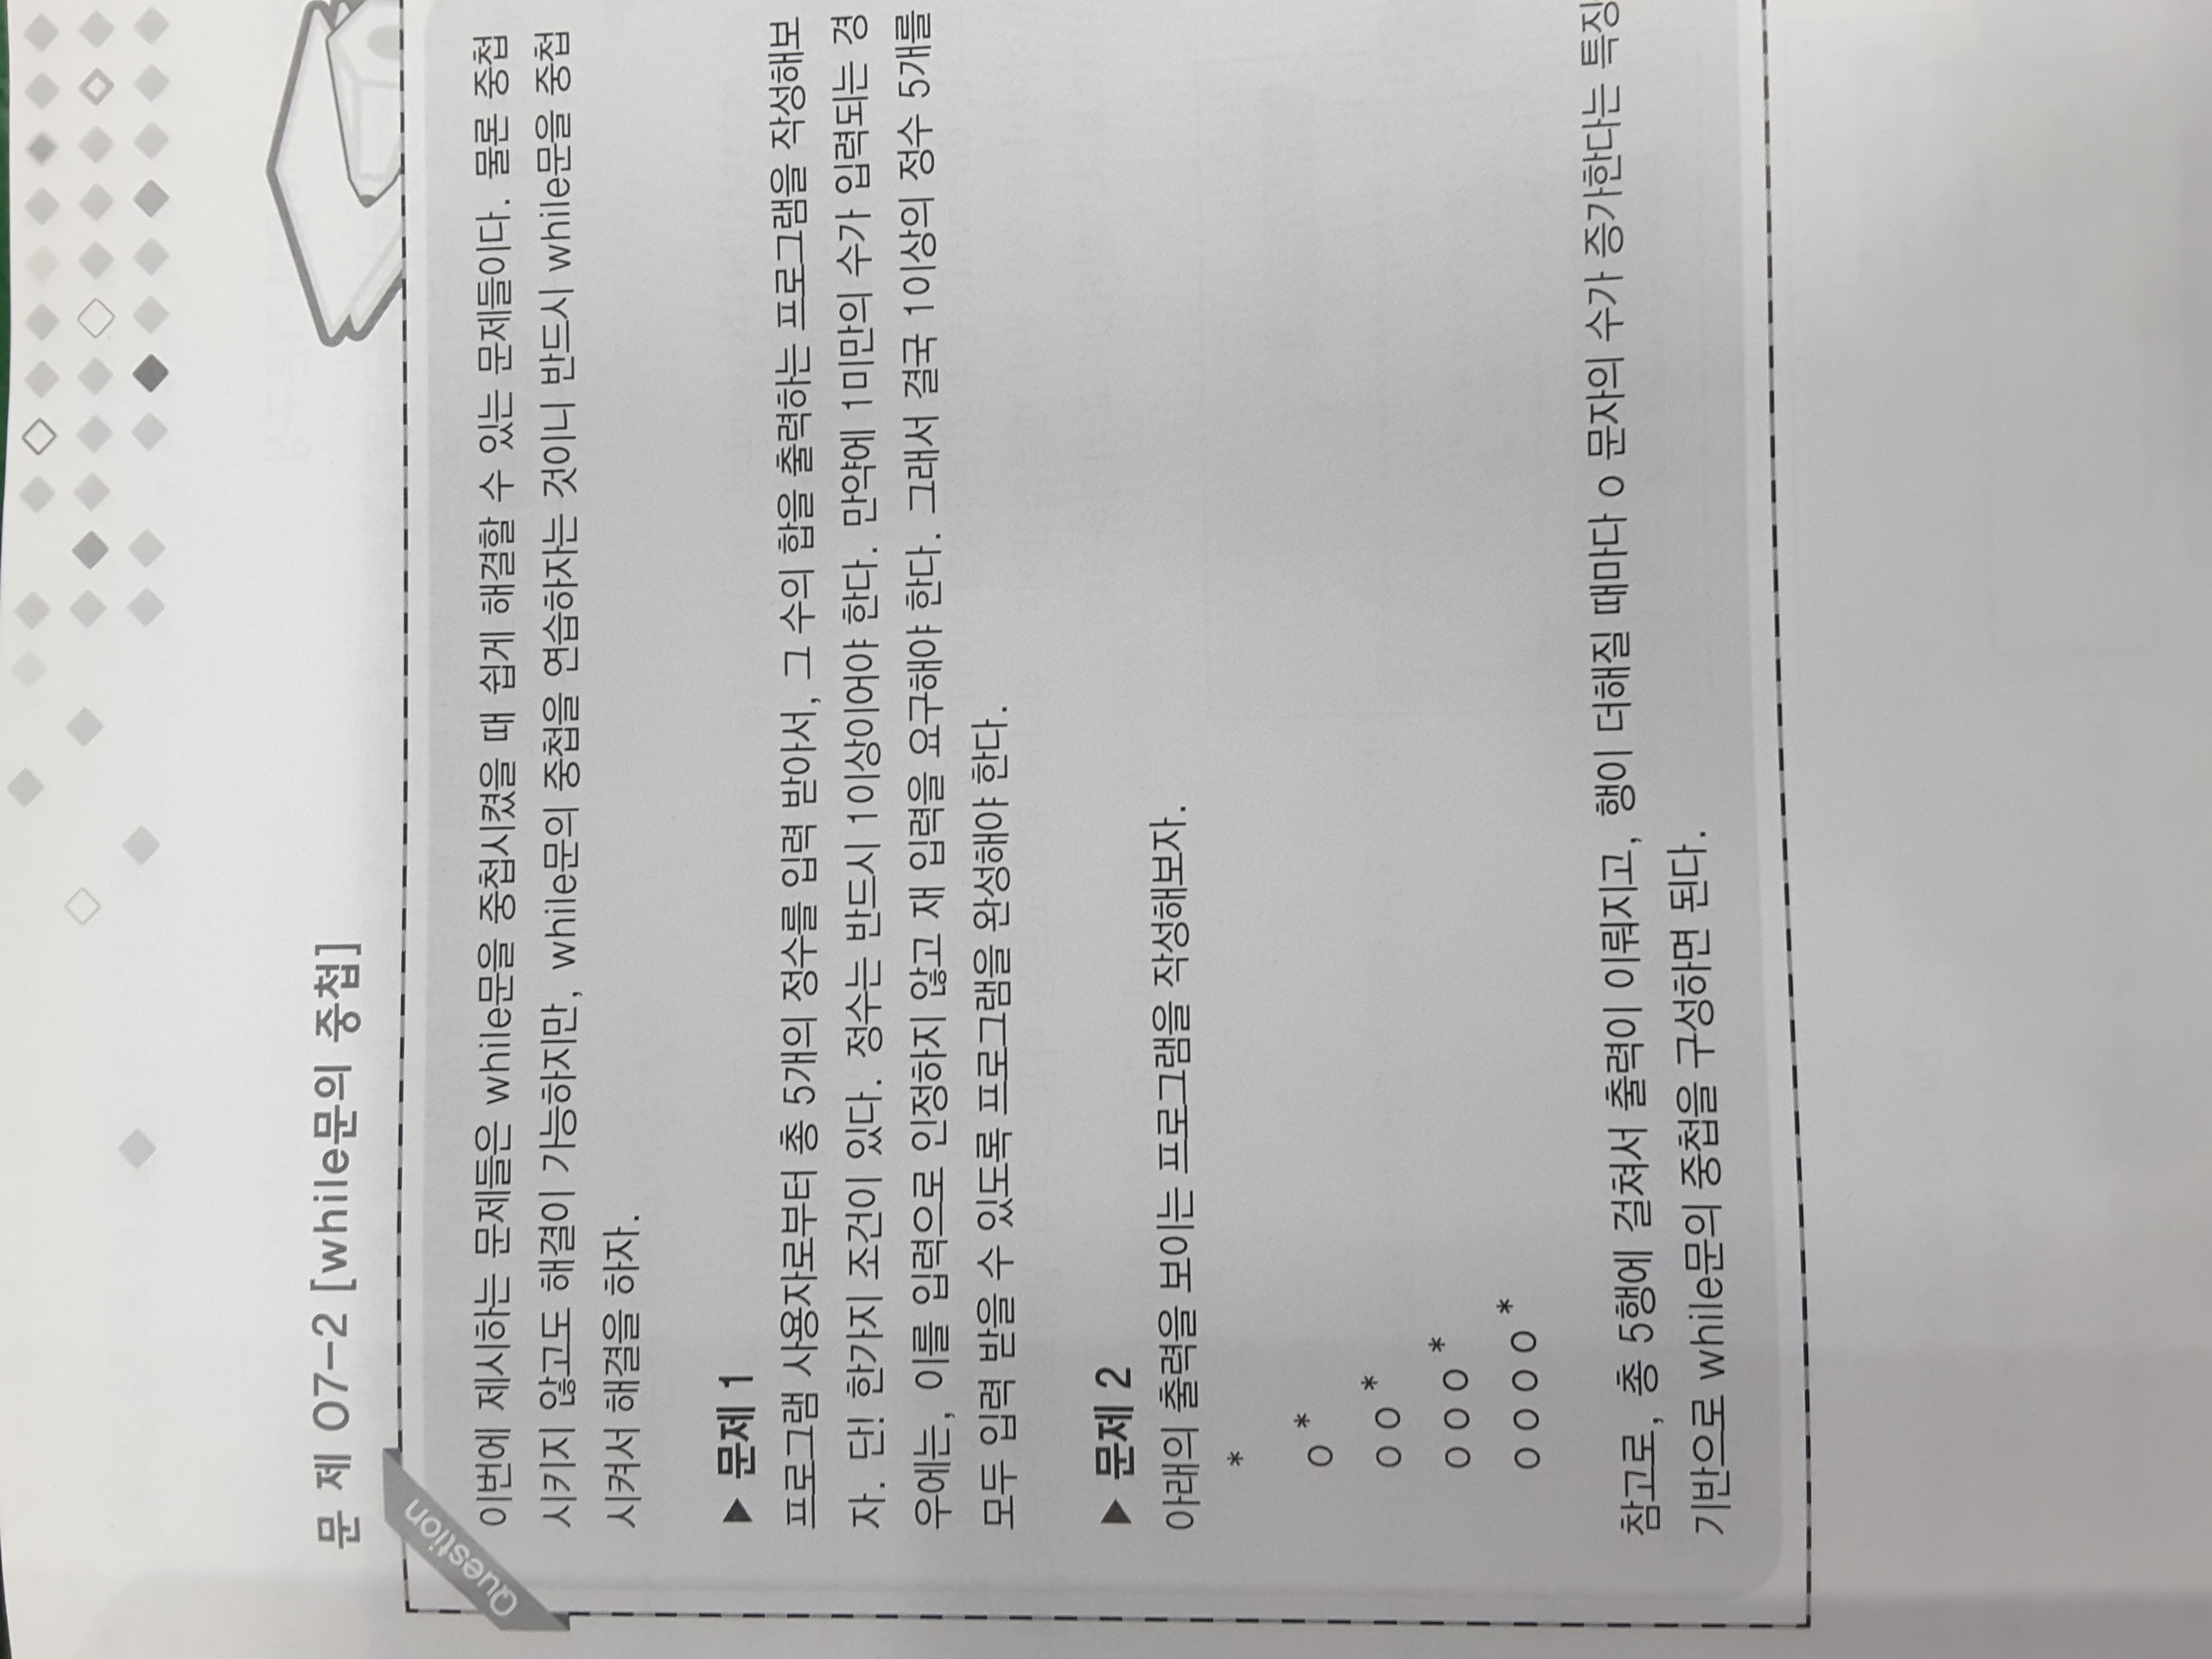 문 제 07-2 [while문의 중첩]
Question
이번에 제시하는 문제들은 while문을 중첩시켰을 때 쉽게 해결할 수 있는 문제들이다. 물론 중첩
시키지 않고도 해결이 가능하지만, while문의 중첩을 연습하자는 것이니 반드시 while문을 중첩
시켜서 해결을 하자.
▶ 문제 1
프로그램 사용자로부터 총 5개의 정수를 입력 받아서, 그 수의 합을 출력하는 프로그램을 작성해보
자. 단! 한가지 조건이 있다. 정수는 반드시 1이상이어야 한다. 만약에 1미만의 수가 입력되는 경
우에는, 이를 입력으로 인정하지 않고 재 입력을 요구해야 한다. 그래서 결국 1이상의 정수 5개를
모두 입력 받을 수 있도록 프로그램을 완성해야 한다.
▶ 문제 2
아래의 출력을 보이는 프로그램을 작성해보자.
*
o *
o o *
o o o *
o o o o *
참고로, 총 5행에 걸쳐서 출력이 이뤄지고, 행이 더해질 때마다 o 문자의 수가 증가한다는 특징
기반으로 while문의 중첩을 구성하면 된다.